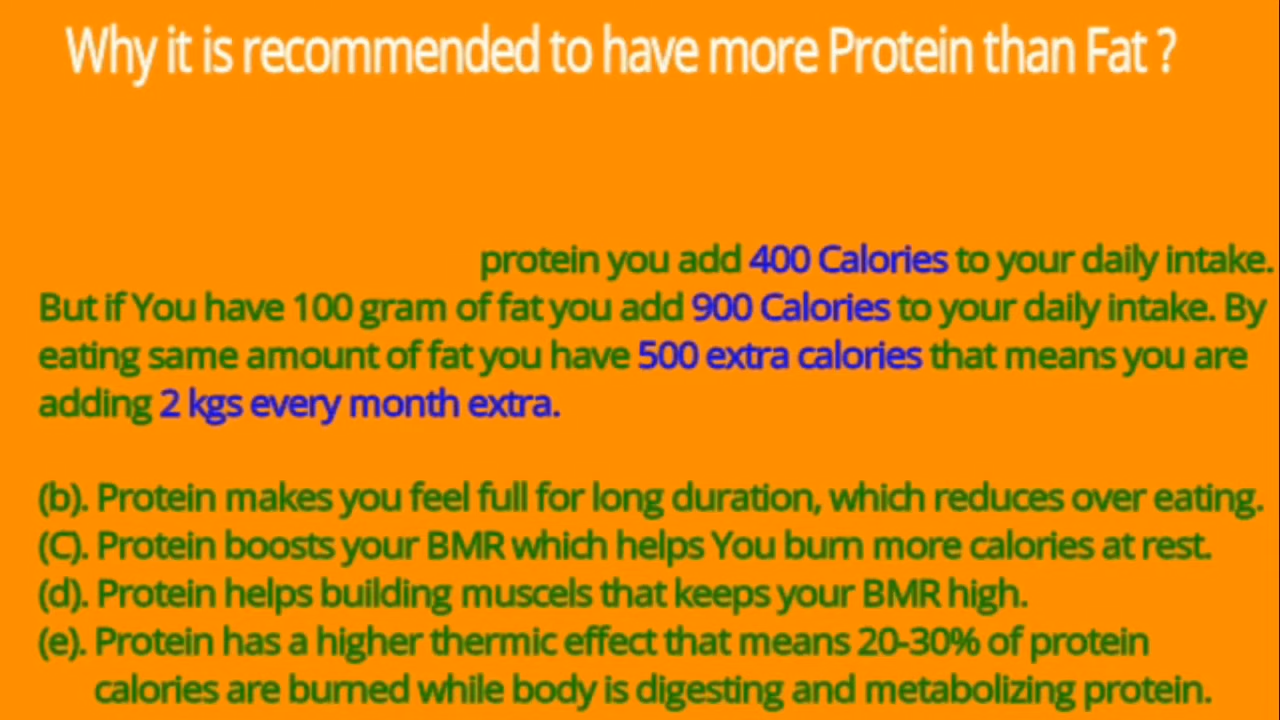 Why it is recommended to have more Protein than Fat ?
protein you add 400 Calories to your daily intake.
But if You have 100 gram of fat you add 900 Calories to your daily intake. By
eating same amount of fat you have 500 extra calories that means you are
adding 2 kgs every month extra.
(b). Protein makes you feel full for long duration, which reduces over eating.
(C). Protein boosts your BMR which helps You burn more calories at rest.
(d). Protein helps building muscels that keeps your BMR high.
(e). Protein has a higher thermic effect that means 20-30% of protein
calories are burned while body is digesting and metabolizing protein.